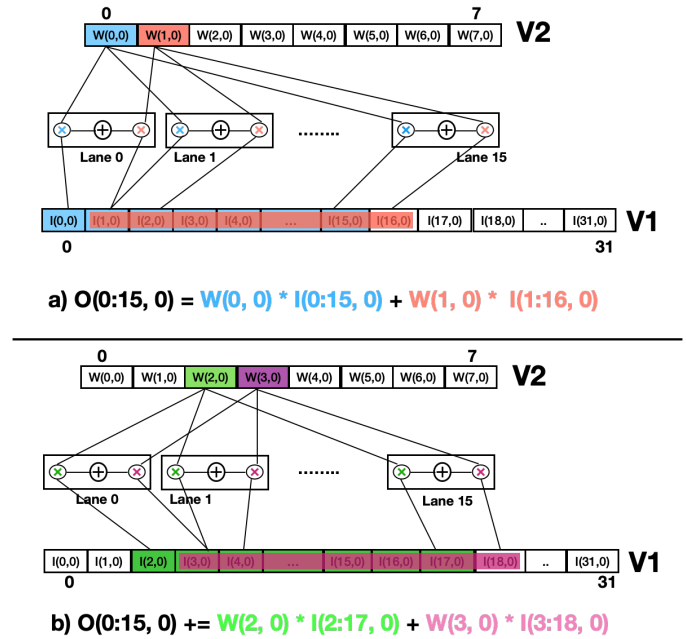 0 7
W(0,0) W(1,0) W(2,0) W(3,0) W(4,0) W(5,0) W(6,0) W(7,0) V2
Lane 0 Lane 1 ........ Lane 15
I(0,0) I(1,0) I(2,0) I(3,0) I(4,0) ... I(15,0) I(16,0) I(17,0) I(18,0) .. I(31,0) V1
0 31
a) O(0:15, 0) = W(0, 0) * I(0:15, 0) + W(1, 0) * I(1:16, 0)
0 7
W(0,0) W(1,0) W(2,0) W(3,0) W(4,0) W(5,0) W(6,0) W(7,0) V2
Lane 0 Lane 1 ........ Lane 15
I(0,0) I(1,0) I(2,0) I(3,0) I(4,0) ... I(15,0) I(16,0) I(17,0) I(18,0) .. I(31,0) V1
0 31
b) O(0:15, 0) += W(2, 0) * I(2:17, 0) + W(3, 0) * I(3:18, 0)